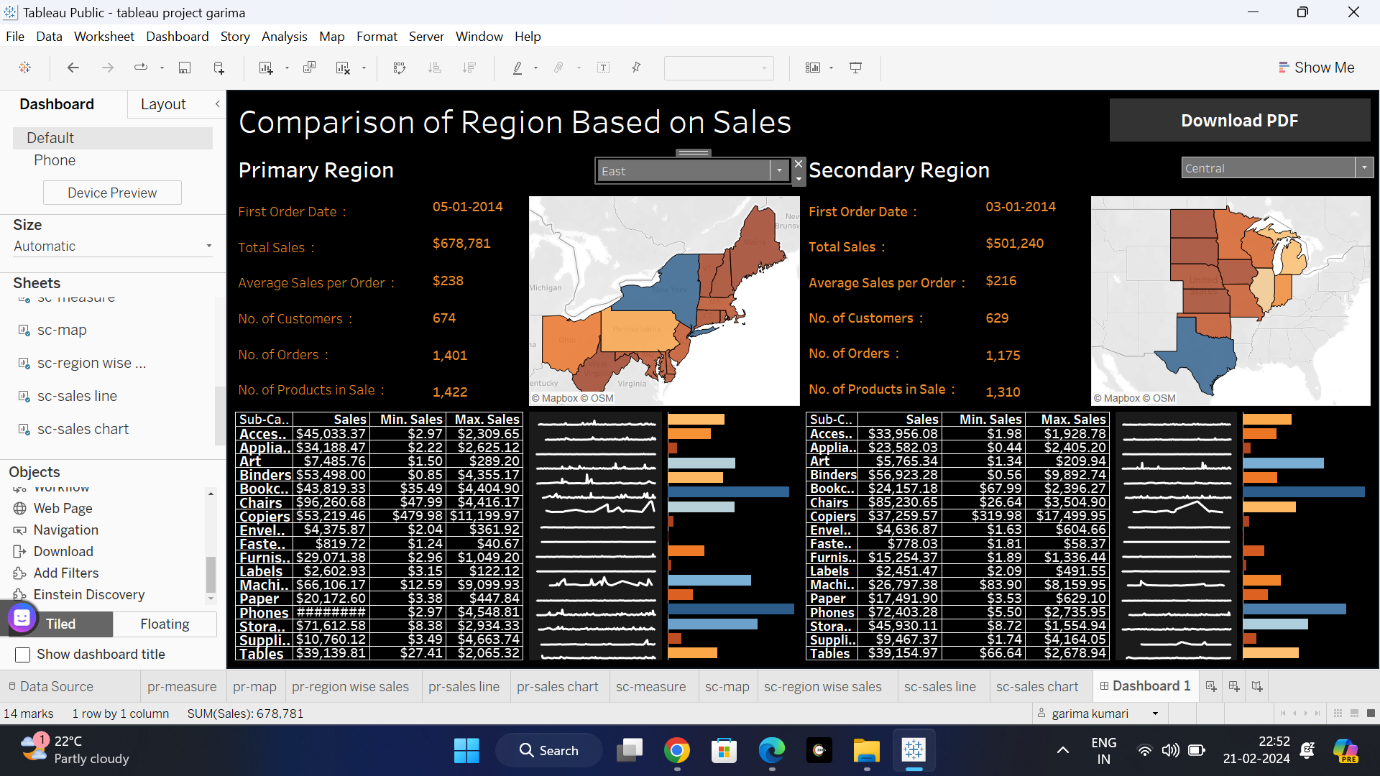 Tableau Public - tableau project garima
File Data Worksheet Dashboard Story Analysis Map Format Server Window Help
Show Me
Dashboard Layout
Default
Phone
Device Preview
Size
Automatic
Sheets
sc-measure
sc-map
sc-region wise ...
sc-sales line
sc-sales chart
Objects
Workflow
Web Page
Navigation
Download
Add Filters
Einstein Discovery
Tiled Floating
Show dashboard title
Comparison of Region Based on Sales
Download PDF
Primary Region
East
First Order Date : 05-01-2014
Total Sales : $678,781
Average Sales per Order : $238
No. of Customers : 674
No. of Orders : 1,401
No. of Products in Sale : 1,422
Michigan
Virginia
© Mapbox © OSM
Sub-Ca.. Sales Min. Sales Max. Sales
Acces.. $45,033.37 $2.97 $2,309.65
Applia.. $34,188.47 $2.22 $2,625.12
Art $7,485.76 $1.50 $289.20
Binders $53,498.00 $0.85 $4,355.17
Bookc.. $43,819.33 $35.49 $4,404.90
Chairs $96,260.68 $47.99 $4,416.17
Copiers $53,219.46 $479.98 $11,199.97
Envel.. $4,375.87 $2.04 $361.92
Faste.. $819.72 $1.24 $40.67
Furnis.. $29,071.38 $2.96 $1,049.20
Labels $2,602.93 $3.15 $122.12
Machi.. $66,106.17 $12.59 $9,099.93
Paper $20,172.60 $3.38 $447.84
Phones ######## $2.97 $4,548.81
Stora.. $71,612.58 $8.38 $2,934.33
Suppli.. $10,760.12 $3.49 $4,663.74
Tables $39,139.81 $27.41 $2,065.32
Secondary Region
Central
First Order Date : 03-01-2014
Total Sales : $501,240
Average Sales per Order : $216
No. of Customers : 629
No. of Orders : 1,175
No. of Products in Sale : 1,310
© Mapbox © OSM
Sub-C.. Sales Min. Sales Max. Sales
Acces.. $33,956.08 $1.98 $1,928.78
Applia.. $23,582.03 $0.44 $2,405.20
Art $5,765.34 $1.34 $209.94
Binders $56,923.28 $0.56 $9,892.74
Bookc.. $24,157.18 $67.99 $2,396.27
Chairs $85,230.65 $26.64 $3,504.90
Copiers $37,259.57 $319.98 $17,499.95
Envel.. $4,636.87 $1.63 $604.66
Faste.. $778.03 $1.81 $58.37
Furnis.. $15,254.37 $1.89 $1,336.44
Labels $2,451.47 $2.09 $491.55
Machi.. $26,797.38 $83.90 $8,159.95
Paper $17,491.90 $3.53 $629.10
Phones $72,403.28 $5.50 $2,735.95
Stora.. $45,930.11 $8.72 $1,554.94
Suppli.. $9,467.37 $1.74 $4,164.05
Tables $39,154.97 $66.64 $2,678.94
Data Source pr-measure pr-map pr-region wise sales pr-sales line pr-sales chart sc-measure sc-map sc-region wise sales sc-sales line sc-sales chart Dashboard 1
14 marks 1 row by 1 column SUM(Sales): 678,781 garima kumari
1
22°C
Partly cloudy
Search
ENG
IN
22:52
21-02-2024
PRE